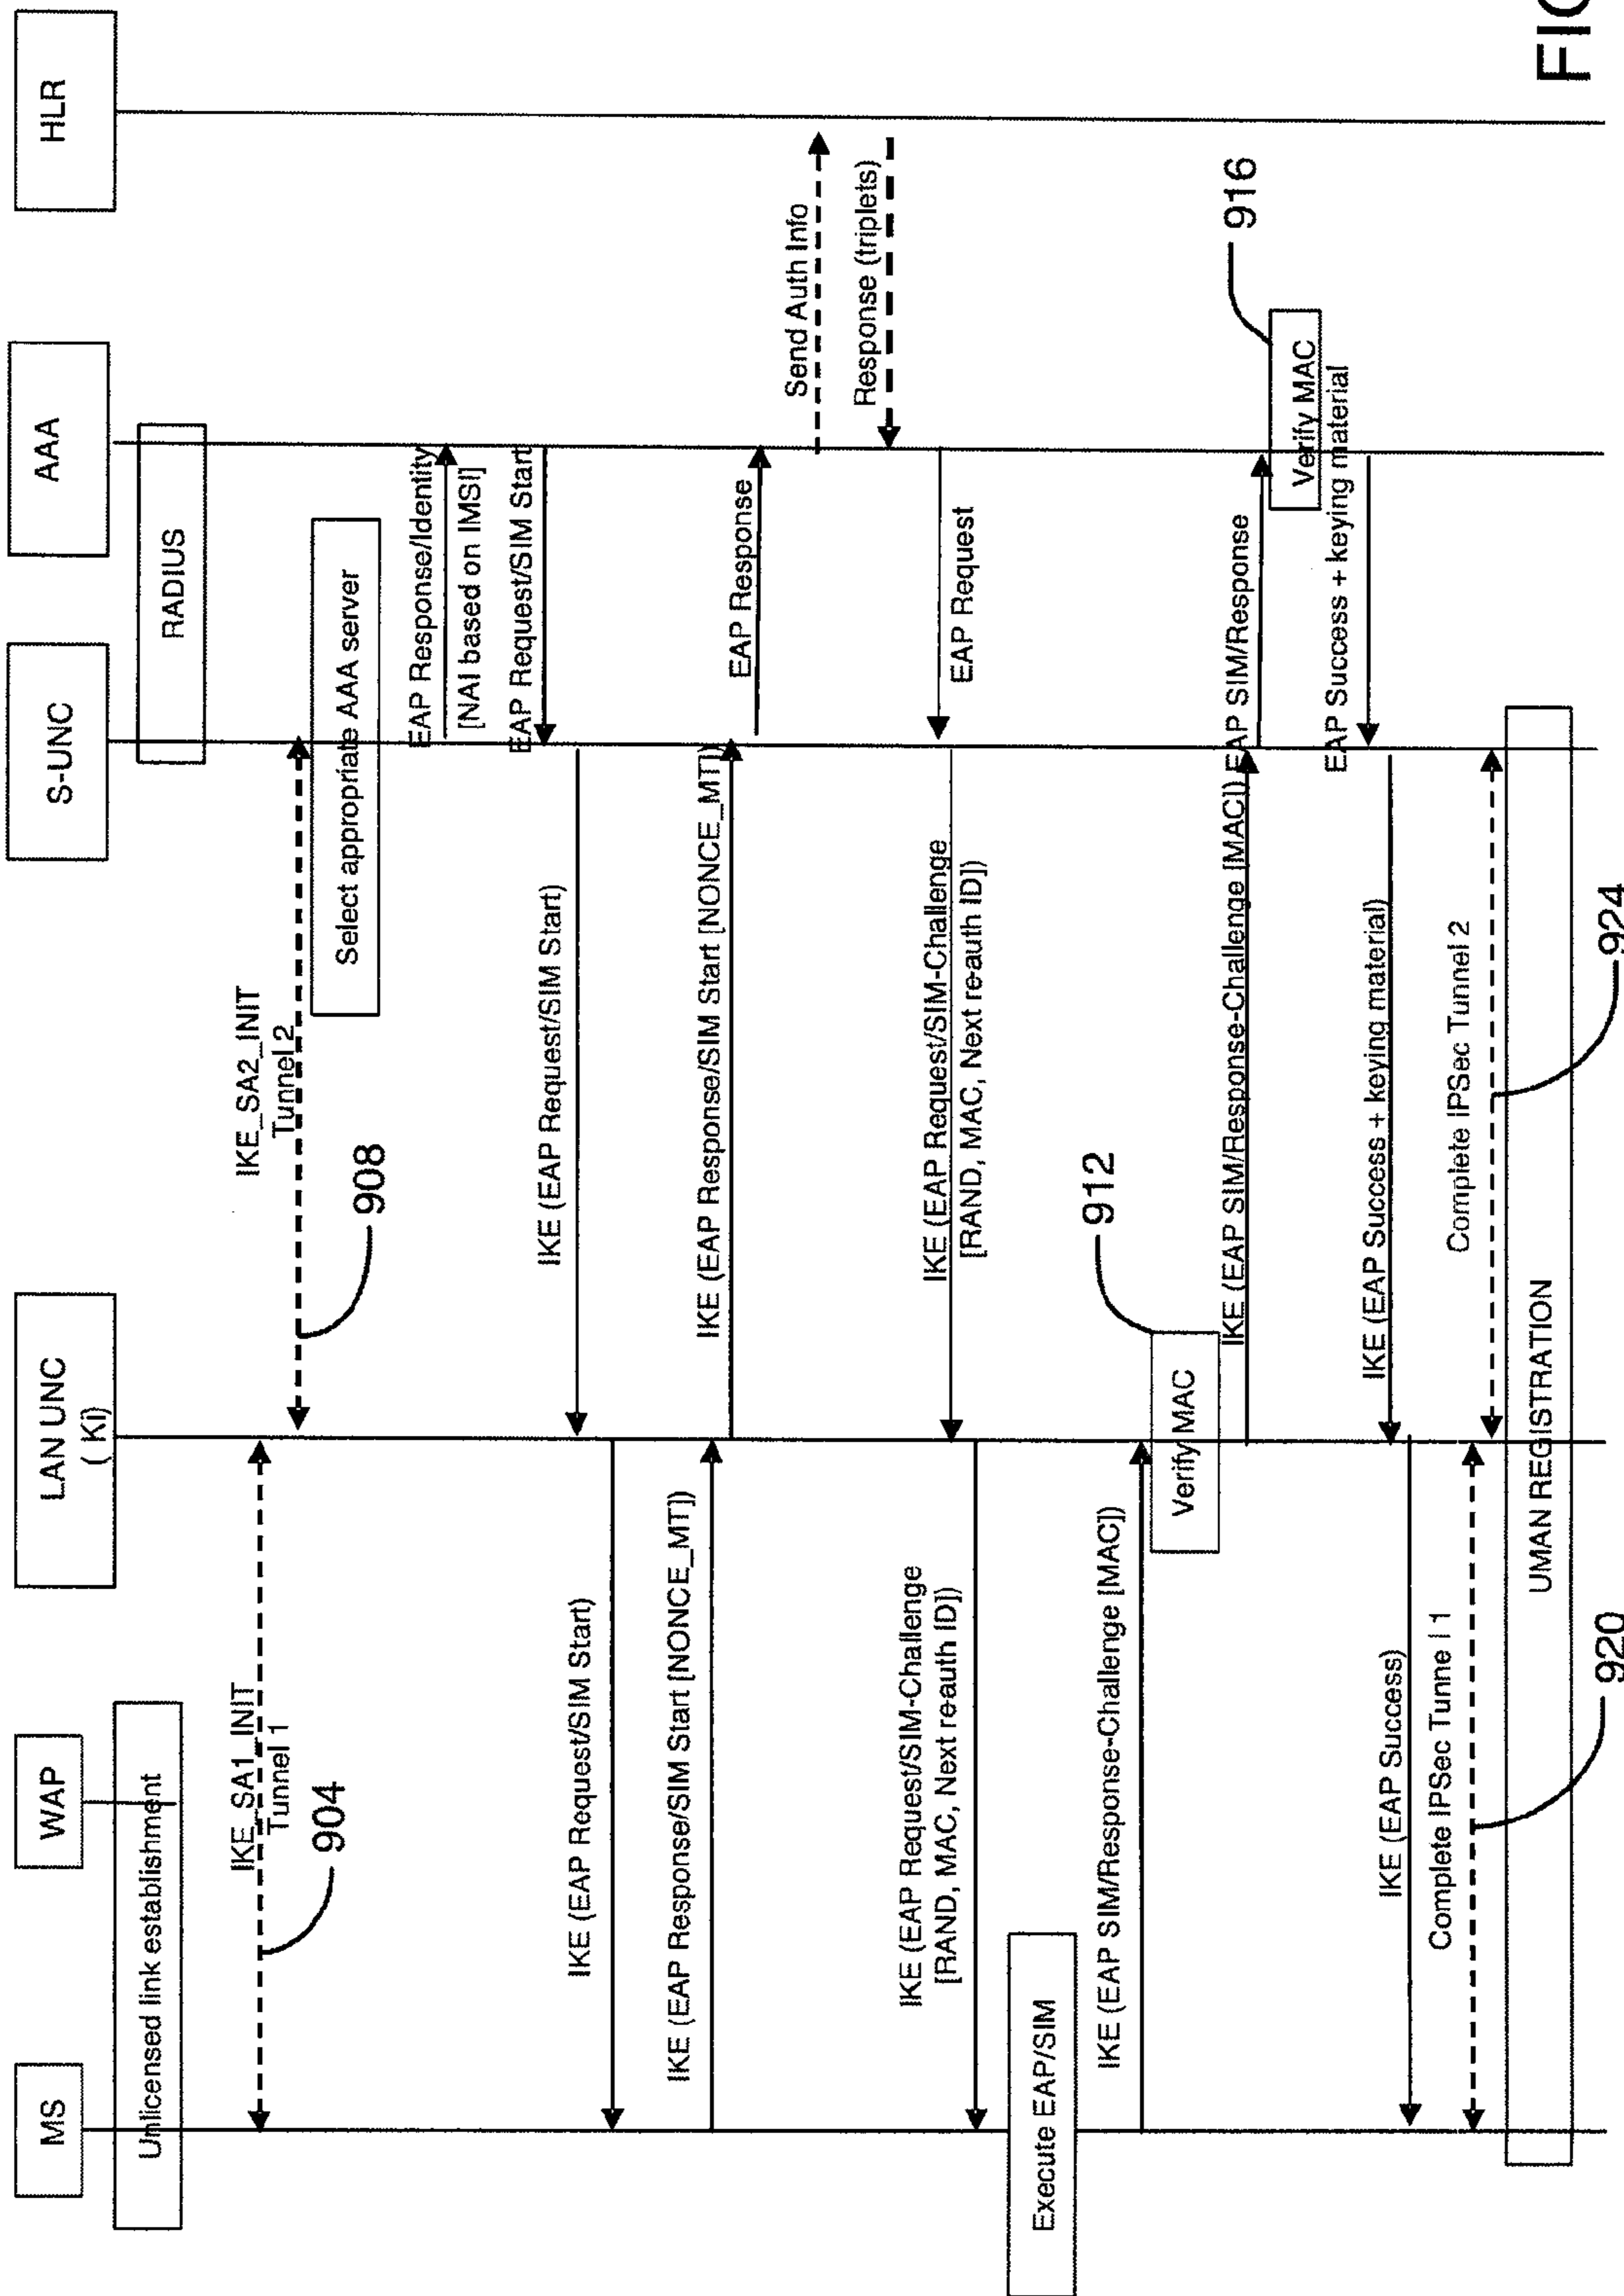 MS
WAP
LAN UNC
( Ki)
S-UNC
AAA
HLR
Unlicensed link establishment
RADIUS
IKE_SA1_INIT
Tunnel 1
904
IKE_SA2_INIT
Tunnel 2
908
Select appropriate AAA server
EAP Response/Identity
[NAI based on IMSI]
EAP Request/SIM Start
IKE (EAP Request/SIM Start)
IKE (EAP Request/SIM Start)
IKE (EAP Response/SIM Start [NONCE_MT])
IKE (EAP Response/SIM Start [NONCE_MT])
EAP Response
Send Auth Info
Response (triplets)
EAP Request
IKE (EAP Request/SIM-Challenge
[RAND, MAC, Next re-auth ID])
IKE (EAP Request/SIM-Challenge
[RAND, MAC, Next re-auth ID])
Execute EAP/SIM
IKE (EAP SIM/Response-Challenge [MAC])
Verify MAC
912
IKE (EAP SIM/Response-Challenge [MAC])
EAP SIM/Response
Verify MAC
916
EAP Success + keying material
IKE (EAP Success + keying material)
IKE (EAP Success)
Complete IPSec Tunne l 1
920
Complete IPSec Tunnel 2
924
UMAN REGISTRATION